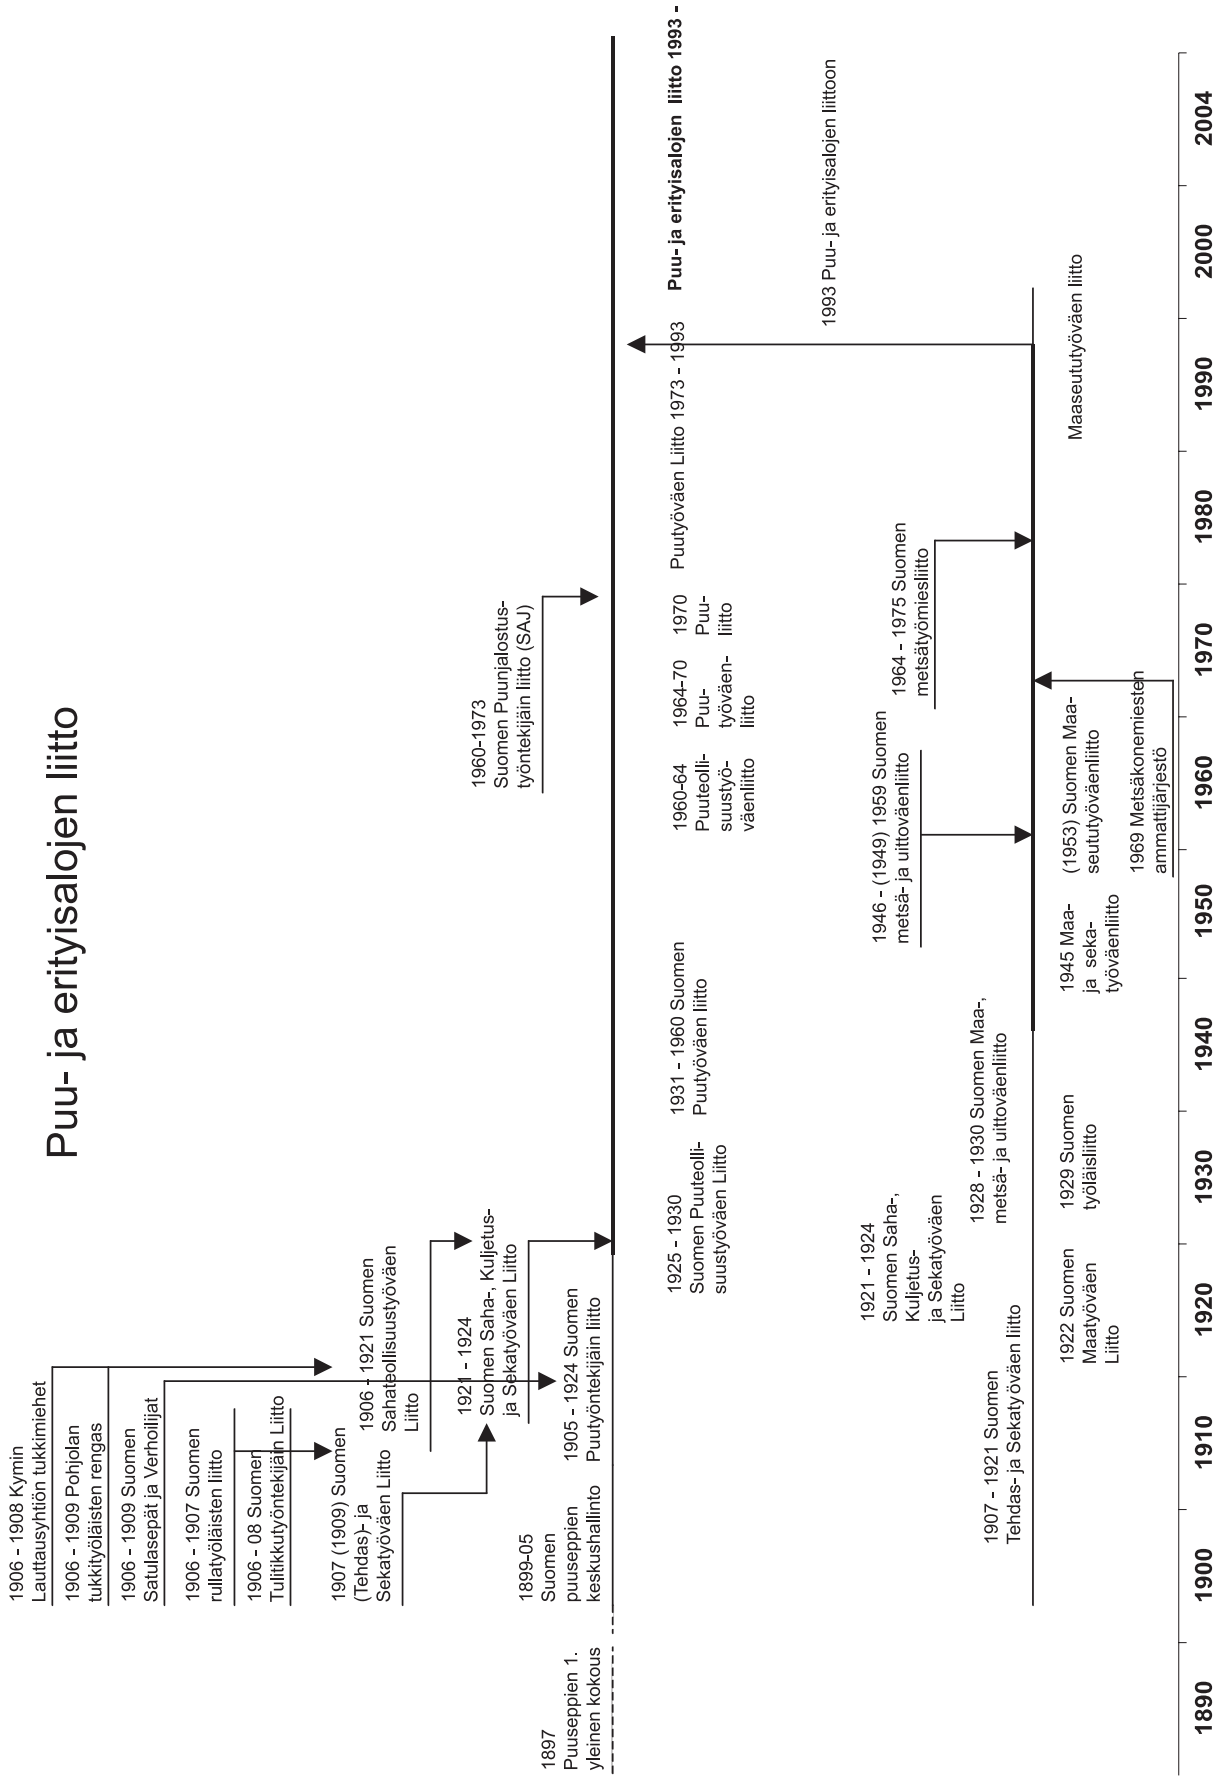 Puu- ja erityisalojen liitto
1906 - 1908 Kymin
Lauttausyhtiön tukkimiehet
1906 - 1909 Pohjolan
tukkityöläisten rengas
1906 - 1909 Suomen
Satulasepät ja Verhoilijat
1906 - 1907 Suomen
rullatyöläisten liitto
1906 - 08 Suomen
Tulitikkutyöntekijäin Liitto
1907 (1909) Suomen
(Tehdas)- ja
Sekatyöväen Liitto
1906 - 1921 Suomen
Sahateollisuustyöväen
Liitto
1921 - 1924
Suomen Saha-, Kuljetus-
ja Sekatyöväen Liitto
1960-1973
Suomen Puunjalostus-
työntekijäin liitto (SAJ)
1897
Puuseppien 1.
yleinen kokous
1899-05
Suomen
puuseppien
keskushallinto
1905 - 1924 Suomen
Puutyöntekijäin liitto
1925 - 1930
Suomen Puuteolli-
suustyöväen Liitto
1931 - 1960 Suomen
Puutyöväen liitto
1960-64
Puuteolli-
suustyö-
väenliitto
1964-70
Puu-
työväen-
liitto
1970
Puu-
liitto
Puutyöväen Liitto 1973 - 1993
Puu- ja erityisalojen liitto 1993 -
1993 Puu- ja erityisalojen liittoon
1921 - 1924
Suomen Saha-,
Kuljetus-
ja Sekatyöväen
Liitto
1946 - (1949) 1959 Suomen
metsä- ja uittoväenliitto
1964 - 1975 Suomen
metsätyömiesliitto
1907 - 1921 Suomen
Tehdas- ja Sekatyöväen liitto
1928 - 1930 Suomen Maa-,
metsä- ja uittoväenliitto
1922 Suomen
Maatyöväen
Liitto
1929 Suomen
työläisliitto
1945 Maa-
ja seka-
työväenliitto
(1953) Suomen Maa-
seututyöväenliitto
1969 Metsäkonemiesten
ammattijärjestö
Maaseututyöväen liitto
1890 1900 1910 1920 1930 1940 1950 1960 1970 1980 1990 2000 2004